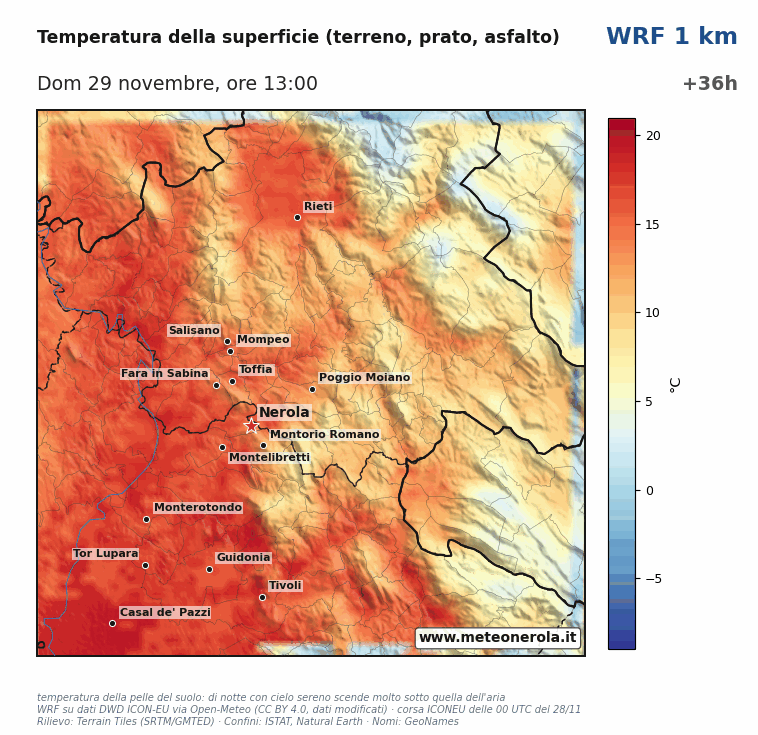 Temperatura della superficie (terreno, prato, asfalto)
WRF 1 km
Dom 29 novembre, ore 13:00
+36h
20
15
10
5
0
−5
°C
Rieti
Salisano
Mompeo
Fara in Sabina
Toffia
Poggio Moiano
Nerola
Montorio Romano
Montelibretti
Monterotondo
Tor Lupara
Guidonia
Tivoli
Casal de' Pazzi
www.meteonerola.it
temperatura della pelle del suolo: di notte con cielo sereno scende molto sotto quella dell'aria
WRF su dati DWD ICON-EU via Open-Meteo (CC BY 4.0, dati modificati) · corsa ICONEU delle 00 UTC del 28/11
Rilievo: Terrain Tiles (SRTM/GMTED) · Confini: ISTAT, Natural Earth · Nomi: GeoNames